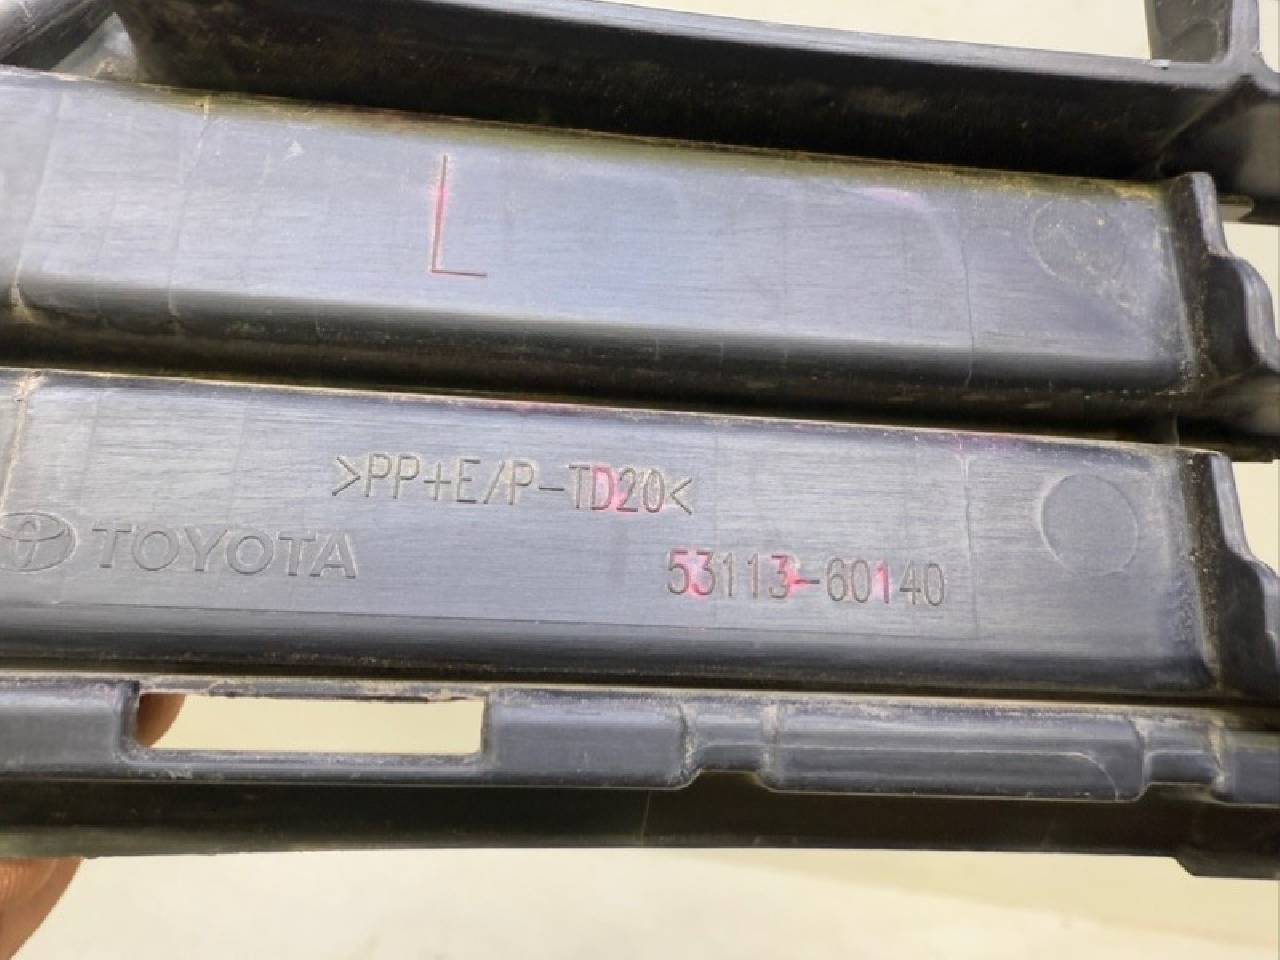 L
>PP+E/P-TD20<
TOYOTA
53113-60140